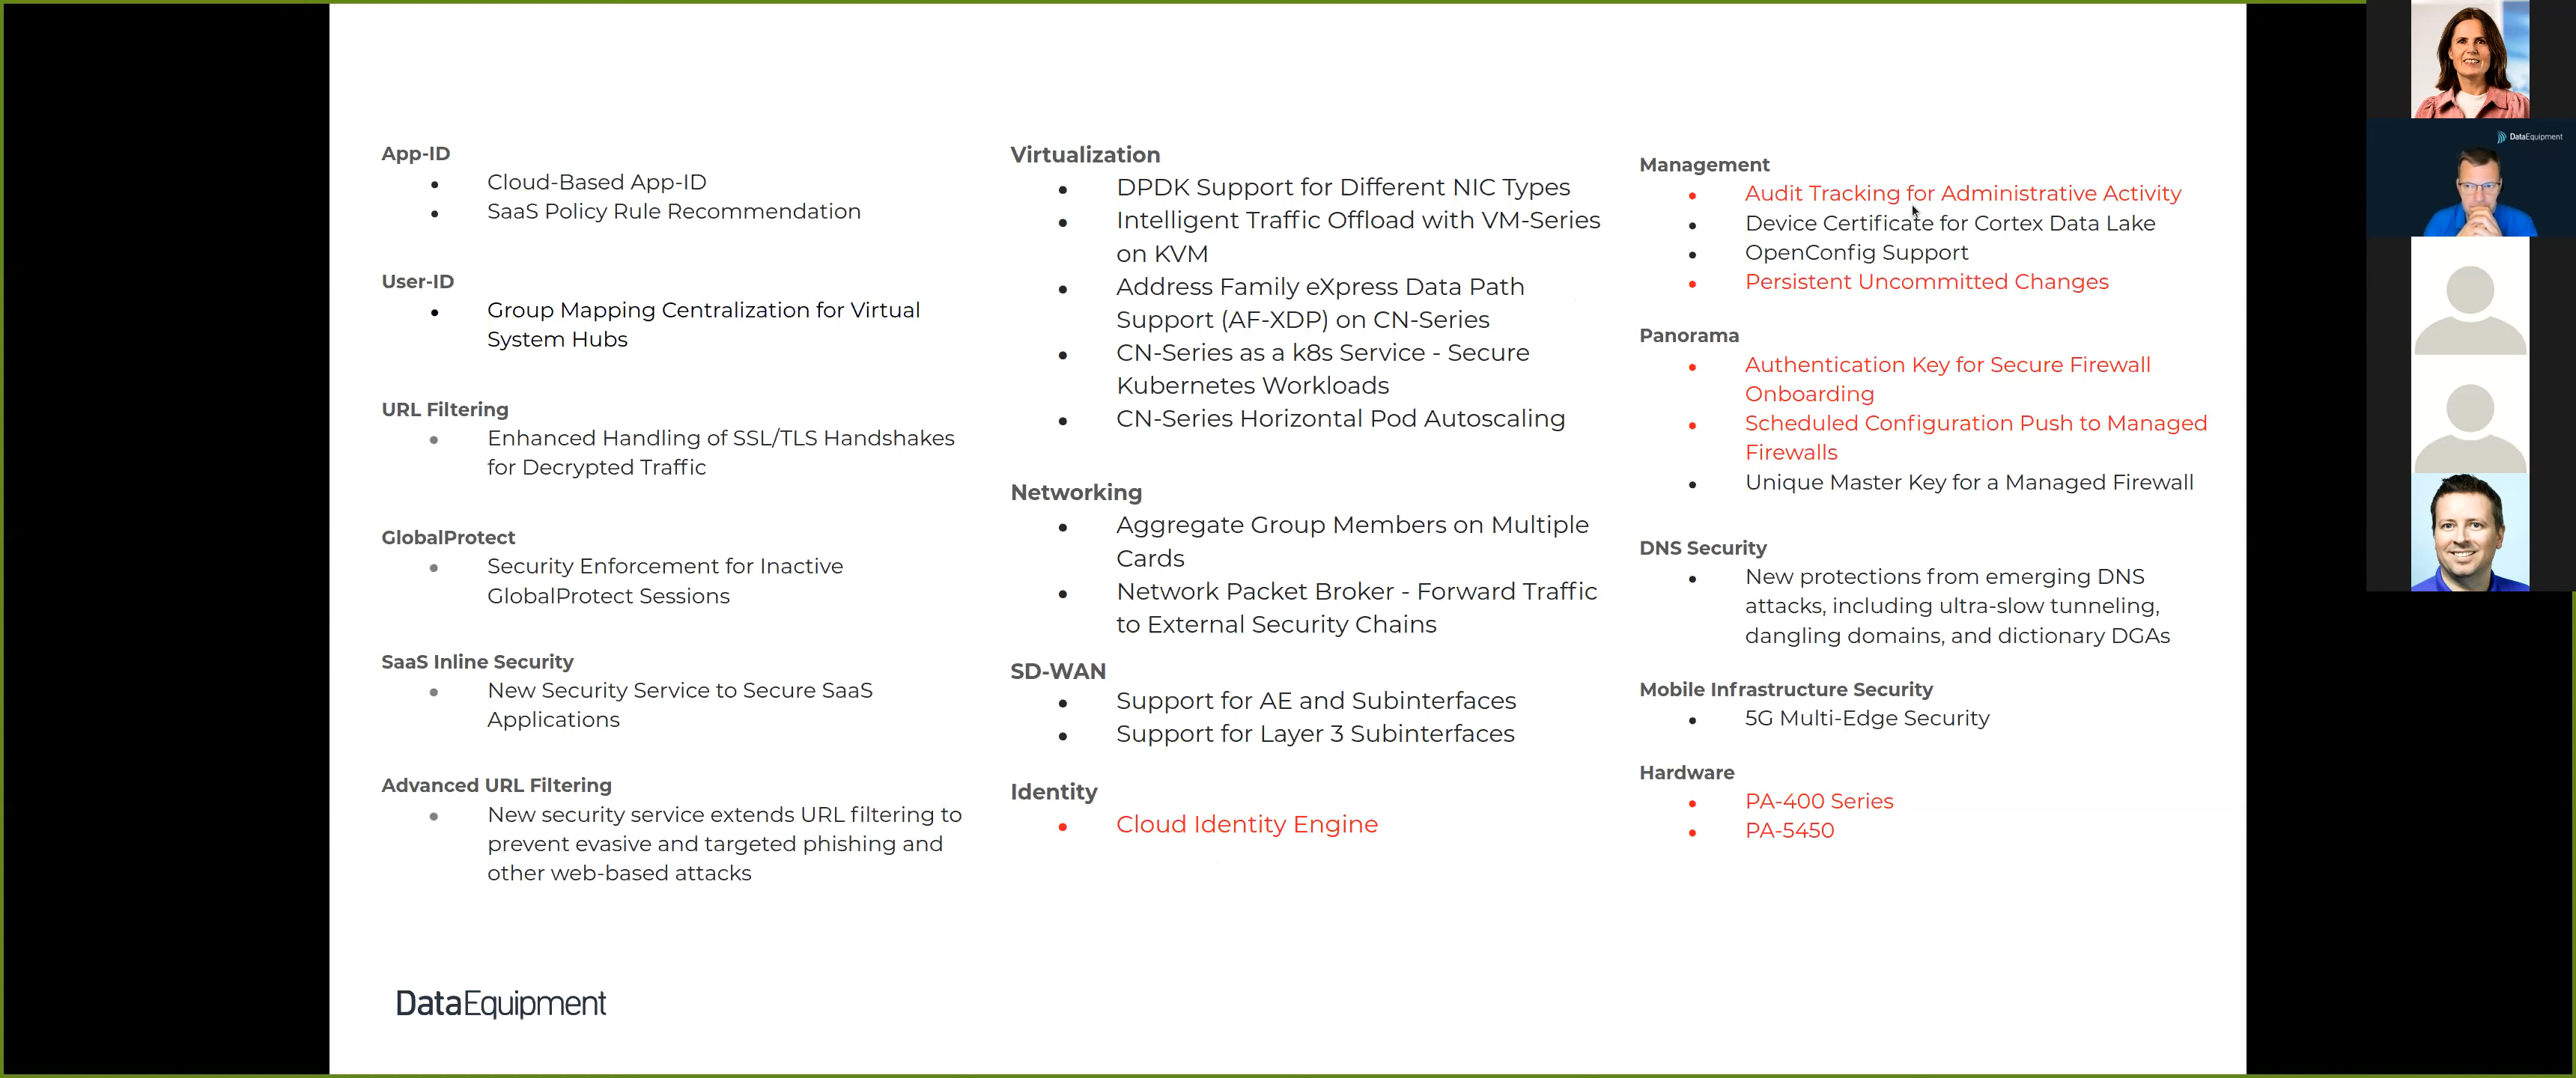 App-ID
• Cloud-Based App-ID
• SaaS Policy Rule Recommendation
User-ID
• Group Mapping Centralization for Virtual
System Hubs
URL Filtering
• Enhanced Handling of SSL/TLS Handshakes
for Decrypted Traffic
GlobalProtect
• Security Enforcement for Inactive
GlobalProtect Sessions
SaaS Inline Security
• New Security Service to Secure SaaS
Applications
Advanced URL Filtering
• New security service extends URL filtering to
prevent evasive and targeted phishing and
other web-based attacks
Virtualization
• DPDK Support for Different NIC Types
• Intelligent Traffic Offload with VM-Series
on KVM
• Address Family eXpress Data Path
Support (AF-XDP) on CN-Series
• CN-Series as a k8s Service - Secure
Kubernetes Workloads
• CN-Series Horizontal Pod Autoscaling
Networking
• Aggregate Group Members on Multiple
Cards
• Network Packet Broker - Forward Traffic
to External Security Chains
SD-WAN
• Support for AE and Subinterfaces
• Support for Layer 3 Subinterfaces
Identity
• Cloud Identity Engine
Management
• Audit Tracking for Administrative Activity
• Device Certificate for Cortex Data Lake
• OpenConfig Support
• Persistent Uncommitted Changes
Panorama
• Authentication Key for Secure Firewall
Onboarding
• Scheduled Configuration Push to Managed
Firewalls
• Unique Master Key for a Managed Firewall
DNS Security
• New protections from emerging DNS
attacks, including ultra-slow tunneling,
dangling domains, and dictionary DGAs
Mobile Infrastructure Security
• 5G Multi-Edge Security
Hardware
• PA-400 Series
• PA-5450
DataEquipment
DataEquipment